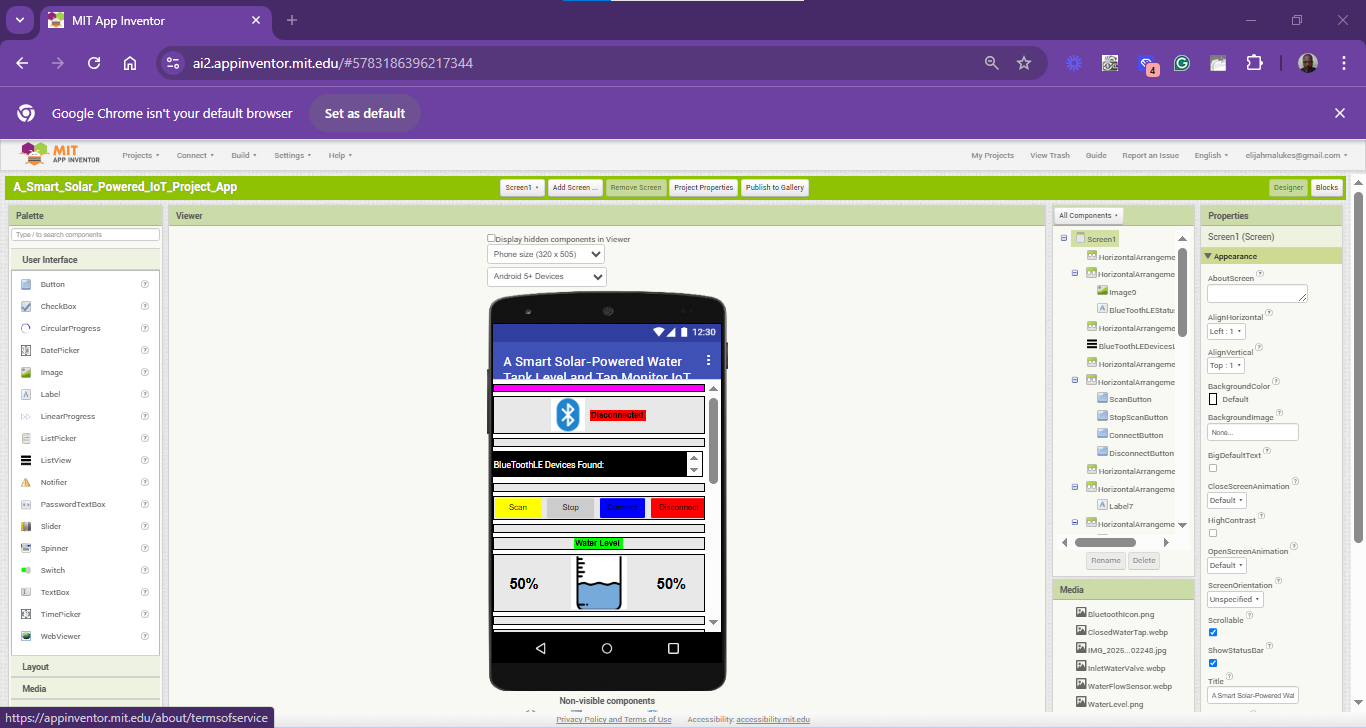 MIT App Inventor
ai2.appinventor.mit.edu/#5783186396217344
4
Google Chrome isn't your default browser
Set as default
MIT
APP INVENTOR
Projects
Connect
Build
Settings
Help
My Projects
View Trash
Guide
Report an Issue
English
elijahmalukes@gmail.com
A_Smart_Solar_Powered_IoT_Project_App
Screen1
Add Screen ...
Remove Screen
Project Properties
Publish to Gallery
Designer
Blocks
Palette
Type / to search components
User Interface
Button
CheckBox
CircularProgress
DatePicker
Image
Label
LinearProgress
ListPicker
ListView
Notifier
PasswordTextBox
Slider
Spinner
Switch
TextBox
TimePicker
WebViewer
Layout
Media
https://appinventor.mit.edu/about/termsofservice
Viewer
Display hidden components in Viewer
Phone size (320 x 505)
Android 5+ Devices
12:30
A Smart Solar-Powered Water
Tank Level and Tap Monitor IoT
Disconnected
BlueToothLE Devices Found:
Scan
Stop
Connect
Disconnect
Water Level
50%
50%
Non-visible components
Privacy Policy and Terms of Use
Accessibility: accessibility.mit.edu
All Components
Screen1
HorizontalArrangeme
HorizontalArrangeme
Image9
BlueToothLEStatu
HorizontalArrangeme
BlueToothLEDevicesL
HorizontalArrangeme
HorizontalArrangeme
ScanButton
StopScanButton
ConnectButton
DisconnectButton
HorizontalArrangeme
HorizontalArrangeme
Label7
HorizontalArrangeme
Rename
Delete
Media
BluetoothIcon.png
ClosedWaterTap.webp
IMG_2025...02248.jpg
InletWaterValve.webp
WaterFlowSensor.webp
WaterLevel.png
Properties
Screen1 (Screen)
Appearance
AboutScreen
AlignHorizontal
Left : 1
AlignVertical
Top : 1
BackgroundColor
Default
BackgroundImage
None...
BigDefaultText
CloseScreenAnimation
Default
HighContrast
OpenScreenAnimation
Default
ScreenOrientation
Unspecified
Scrollable
ShowStatusBar
Title
A Smart Solar-Powered Wat